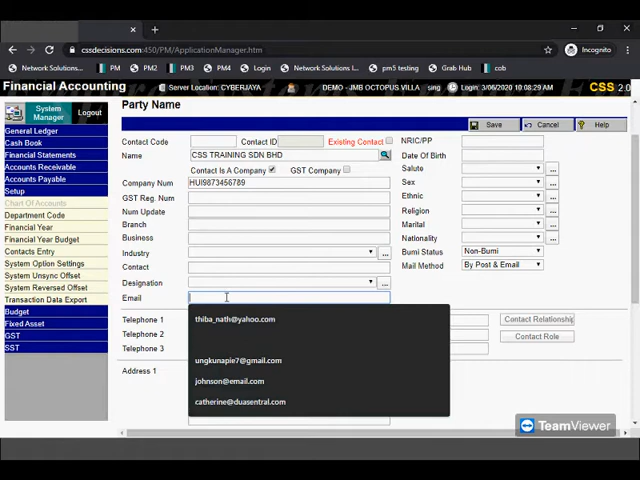 cssdecisions.com:450/PM/ApplicationManager.htm
Incognito
Network Solutions I...
PM
PM2
PM3
PM4
Login
Network Solutions I...
pm5 testing
Grab Hub
cob
Financial Accounting
Server Location: CYBERJAYA
DEMO - JMB OCTOPUS VILLA
Login: 3/06/2020 10:08:29 AM
CSS 2.0
System Manager
Logout
General Ledger
Cash Book
Financial Statements
Accounts Receivable
Accounts Payable
Setup
Chart Of Accounts
Department Code
Financial Year
Financial Year Budget
Contacts Entry
System Option Settings
System Unsync Offset
System Reversed Offset
Transaction Data Export
Budget
Fixed Asset
GST
SST
Party Name
Save
Cancel
Help
Contact Code
Contact ID
Existing Contact
NRIC/PP
Name
CSS TRAINING SDN BHD
Date Of Birth
Contact Is A Company
GST Company
Salute
...
Company Num
HUI9873456789
Sex
...
GST Reg. Num
Ethnic
...
Num Update
Religion
...
Branch
Marital
...
Business
Nationality
...
Industry
...
Bumi Status
Non-Bumi
Contact
Mail Method
By Post & Email
Designation
...
Email
thiba_nath@yahoo.com
ungkunapie7@gmail.com
johnson@email.com
catherine@duasentral.com
Telephone 1
Contact Relationship
Telephone 2
Contact Role
Telephone 3
Address 1
TeamViewer